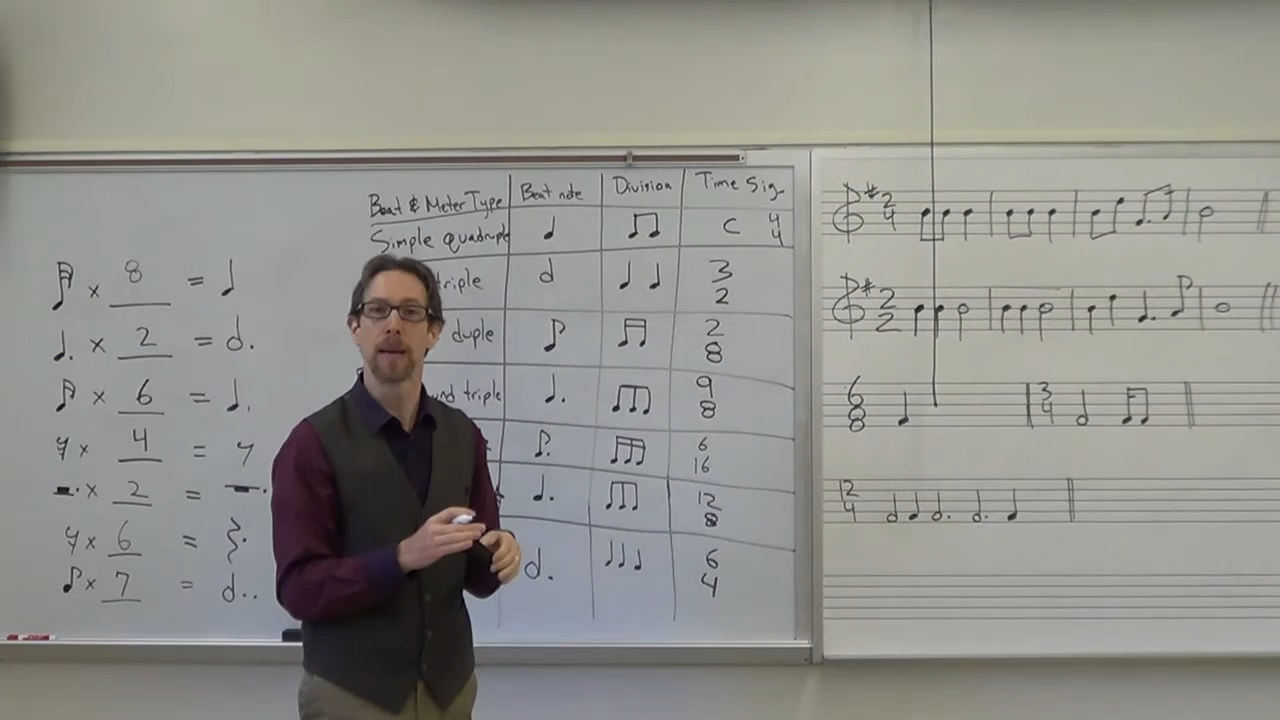 Beat & Meter Type Beat note Division Time Sig.
Simple quadruple C 4/4
triple 3/2
duple 2/8
und triple 9/8
6/16
12/8
6/4
x 8 =
x 2 =
x 6 =
x 4 =
x 2 =
x 6 =
x 7 =
2/4
2/2
6/8 3/4
12/4